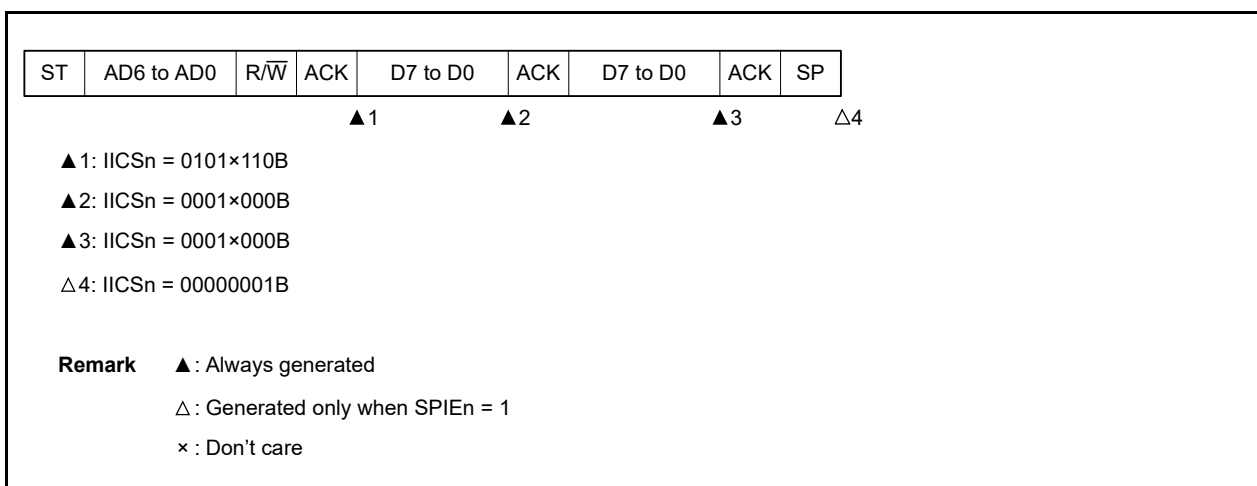 ST AD6 to AD0 R/W̅ ACK D7 to D0 ACK D7 to D0 ACK SP
▲1 ▲2 ▲3 △4
▲1: IICSn = 0101×110B
▲2: IICSn = 0001×000B
▲3: IICSn = 0001×000B
△4: IICSn = 00000001B
Remark ▲: Always generated
△: Generated only when SPIEn = 1
×: Don't care